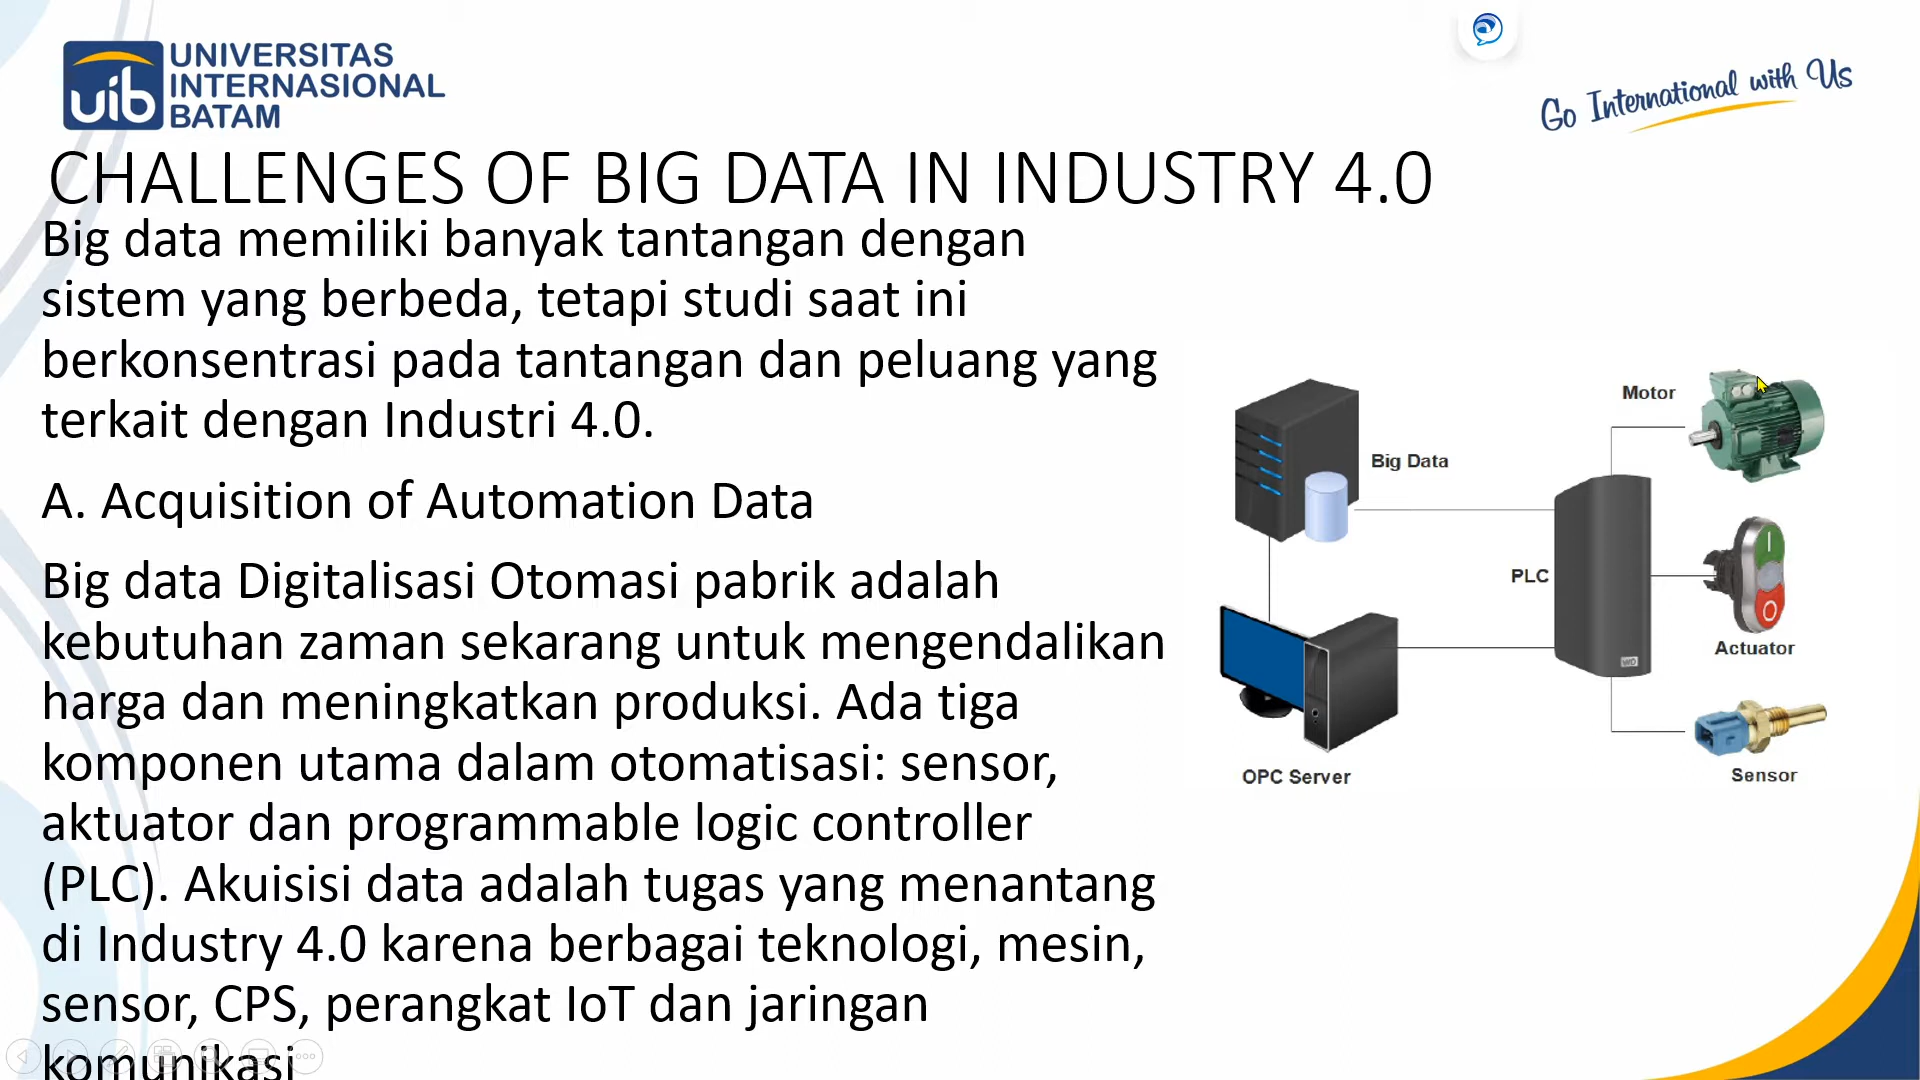 UNIVERSITAS
INTERNASIONAL
BATAM
uib
Go International with Us
CHALLENGES OF BIG DATA IN INDUSTRY 4.0
Big data memiliki banyak tantangan dengan
sistem yang berbeda, tetapi studi saat ini
berkonsentrasi pada tantangan dan peluang yang
terkait dengan Industri 4.0.
A. Acquisition of Automation Data
Big data Digitalisasi Otomasi pabrik adalah
kebutuhan zaman sekarang untuk mengendalikan
harga dan meningkatkan produksi. Ada tiga
komponen utama dalam otomatisasi: sensor,
aktuator dan programmable logic controller
(PLC). Akuisisi data adalah tugas yang menantang
di Industry 4.0 karena berbagai teknologi, mesin,
sensor, CPS, perangkat IoT dan jaringan
komunikasi
Motor
Big Data
PLC
Actuator
OPC Server
Sensor